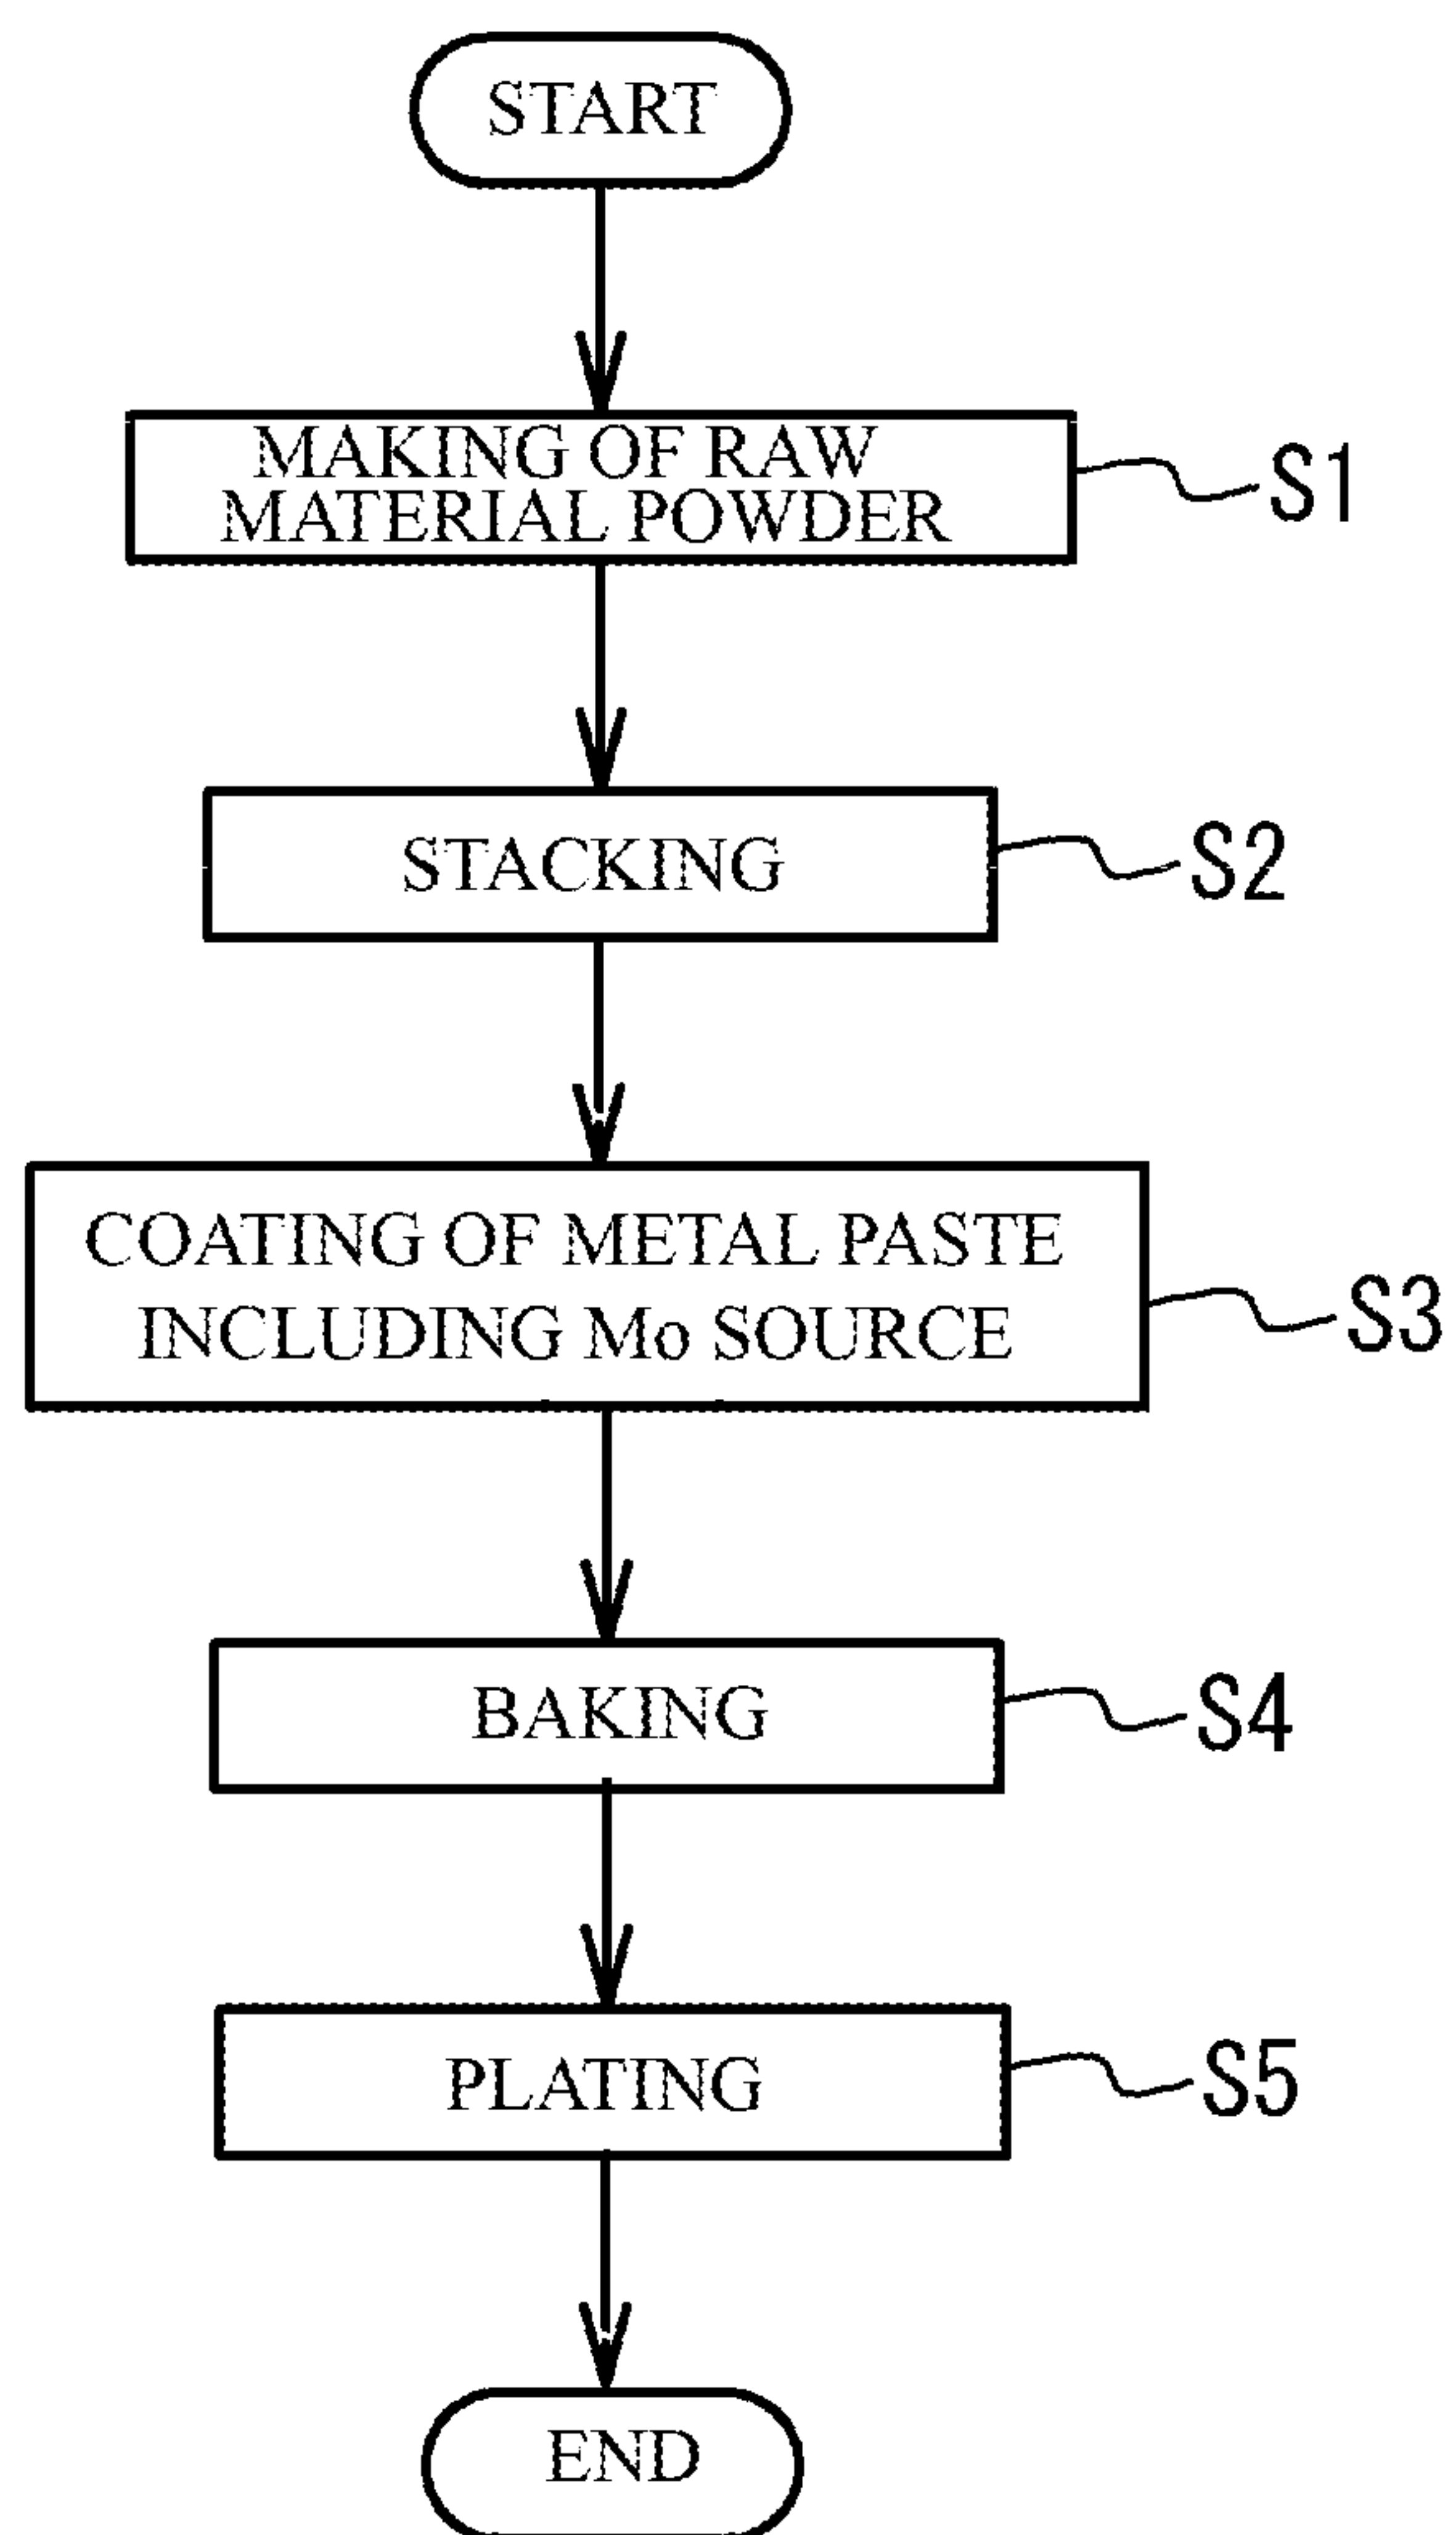 START
MAKING OF RAW
MATERIAL POWDER
S1
STACKING
S2
COATING OF METAL PASTE
INCLUDING Mo SOURCE
S3
BAKING
S4
PLATING
S5
END